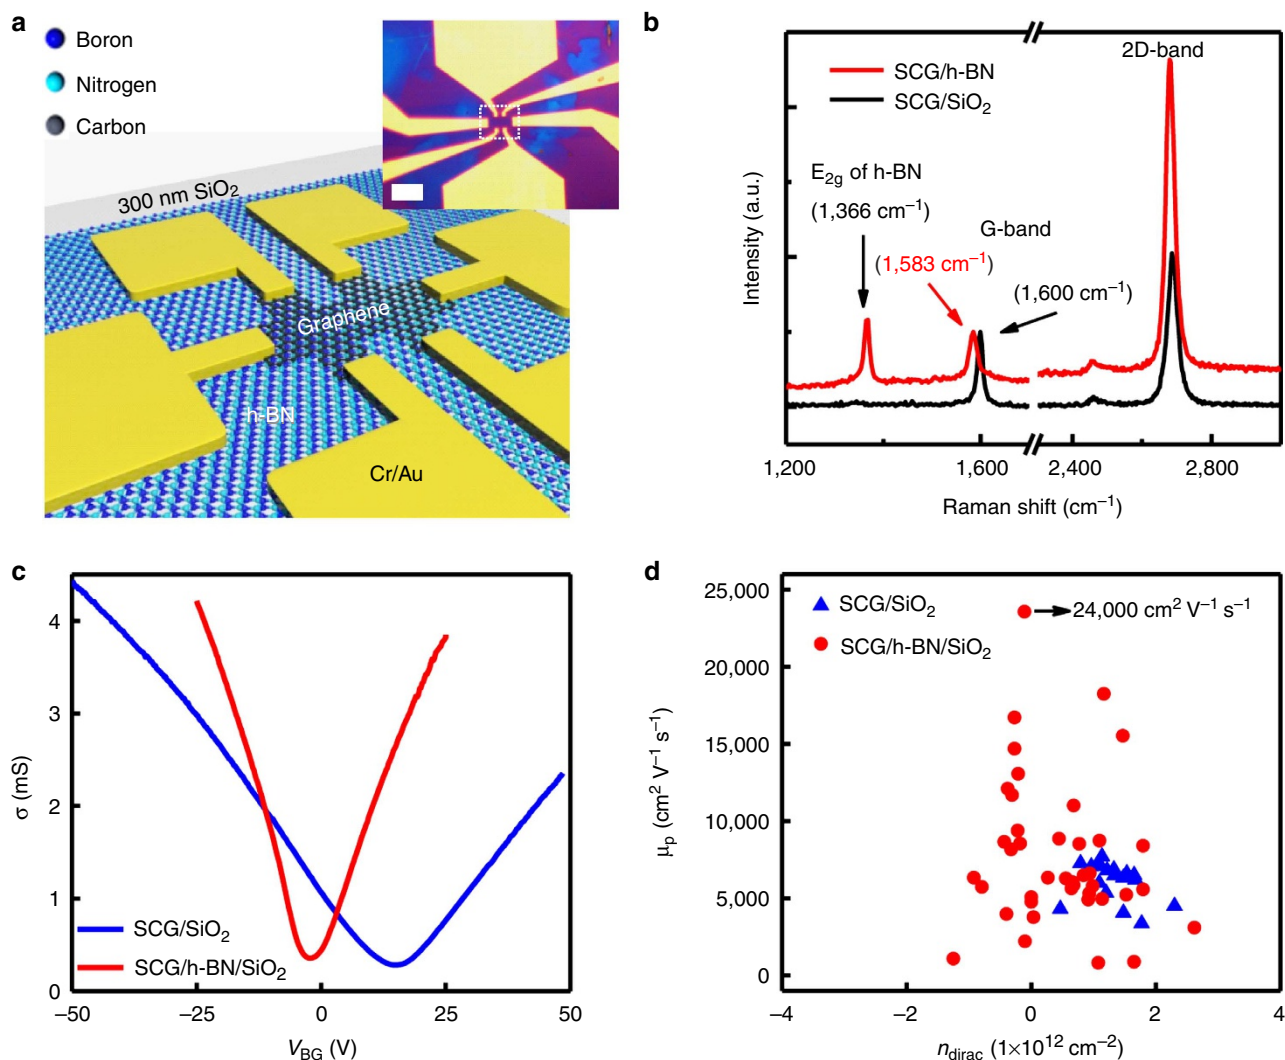 a
Boron
Nitrogen
Carbon
300 nm SiO₂
Graphene
h-BN
Cr/Au
b
2D-band
SCG/h-BN
SCG/SiO₂
E₂g of h-BN
(1,366 cm⁻¹)
G-band
(1,583 cm⁻¹)
(1,600 cm⁻¹)
Intensity (a.u.)
1,200 1,600 2,400 2,800
Raman shift (cm⁻¹)
c
4
3
2
1
0
σ (mS)
SCG/SiO₂
SCG/h-BN/SiO₂
–50 –25 0 25 50
V_BG (V)
d
25,000
20,000
15,000
10,000
5,000
0
μₚ (cm² V⁻¹ s⁻¹)
SCG/SiO₂
24,000 cm² V⁻¹ s⁻¹
SCG/h-BN/SiO₂
–4 –2 0 2 4
n_dirac (1×10¹² cm⁻²)